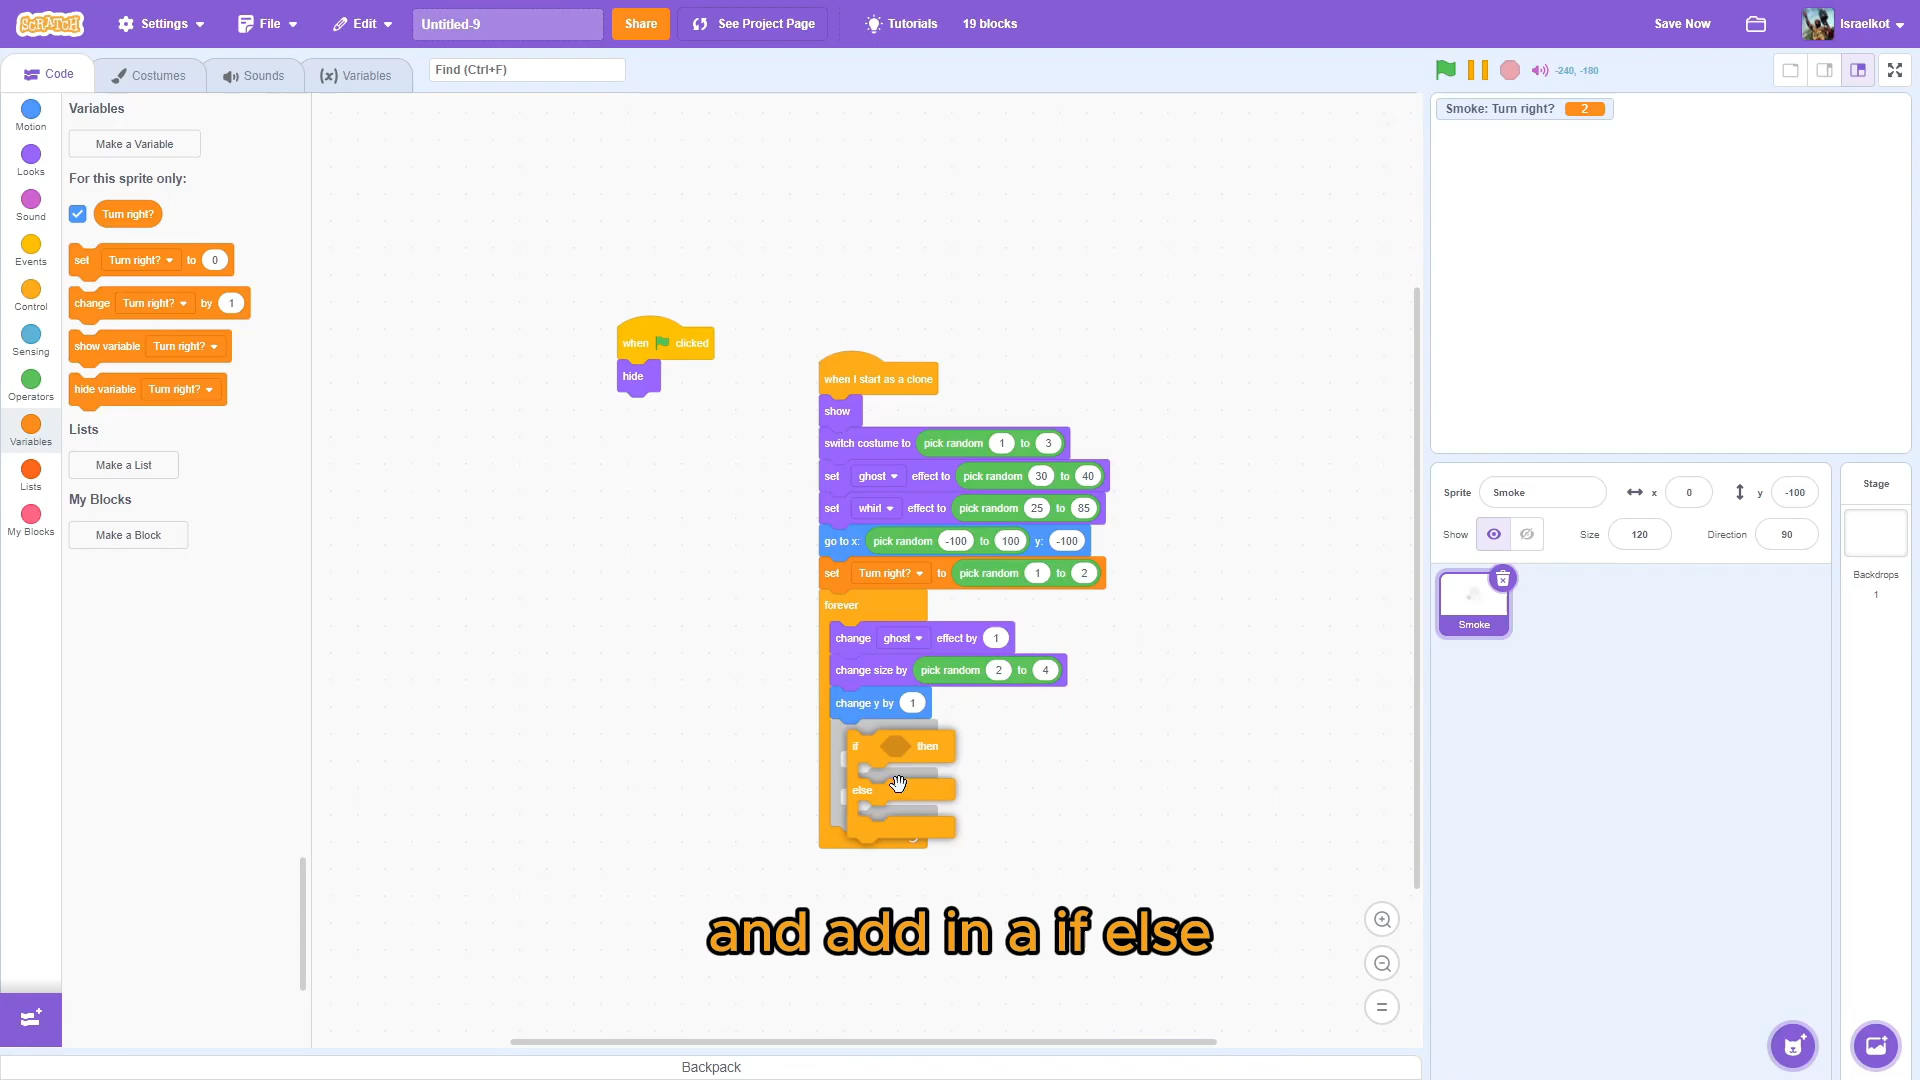 SCRATCH Settings File Edit Untitled-9 Share See Project Page Tutorials 19 blocks Save Now Israelkot
Code Costumes Sounds (x) Variables Find (Ctrl+F) -240, -180
Motion
Looks
Sound
Events
Control
Sensing
Operators
Variables
Lists
My Blocks
Variables
Make a Variable
For this sprite only:
Turn right?
set Turn right? to 0
change Turn right? by 1
show variable Turn right?
hide variable Turn right?
Lists
Make a List
My Blocks
Make a Block
when clicked
hide
when I start as a clone
show
switch costume to pick random 1 to 3
set ghost effect to pick random 30 to 40
set whirl effect to pick random 25 to 85
go to x: pick random -100 to 100 y: -100
set Turn right? to pick random 1 to 2
forever
change ghost effect by 1
change size by pick random 2 to 4
change y by 1
if then
else
and add in a if else
Backpack
Smoke: Turn right? 2
Sprite Smoke x 0 y -100
Show Size 120 Direction 90
Smoke
Stage
Backdrops
1